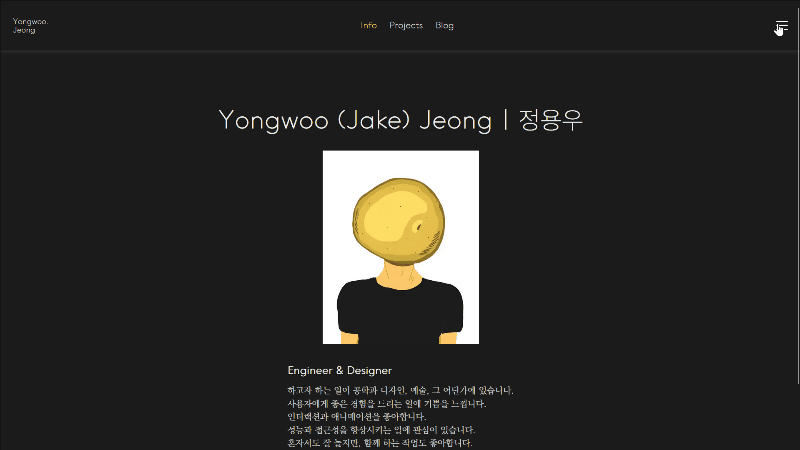 Yongwoo.
Jeong
Info Projects Blog
Yongwoo (Jake) Jeong | 정용우
Engineer & Designer
하고자 하는 일이 공학과 디자인, 예술, 그 어딘가에 있습니다.
사용자에게 좋은 경험을 드리는 일에 기쁨을 느낍니다.
인터랙션과 애니메이션을 좋아합니다.
성능과 접근성을 향상시키는 일에 관심이 있습니다.
혼자서도 잘 놀지만, 함께 하는 작업도 좋아합니다.